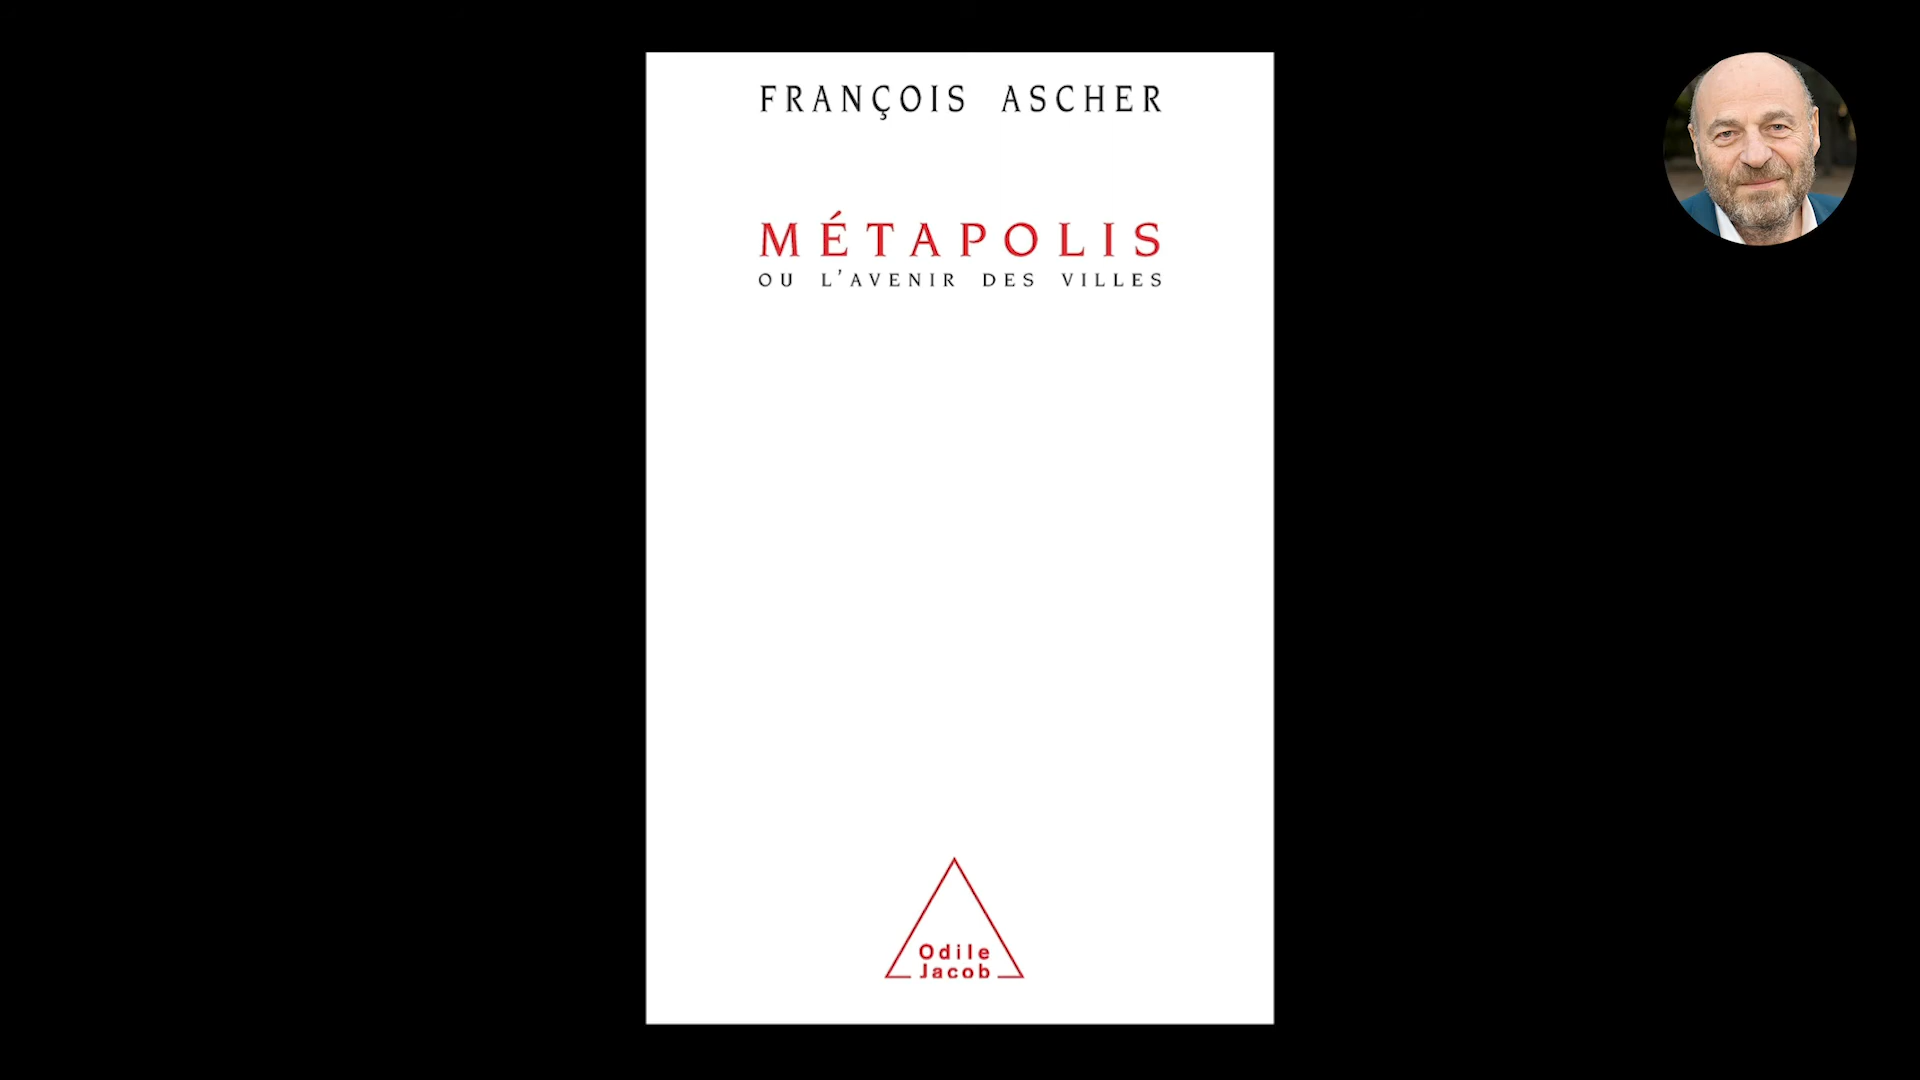 FRANÇOIS ASCHER
MÉTAPOLIS
OU L'AVENIR DES VILLES
Odile
Jacob